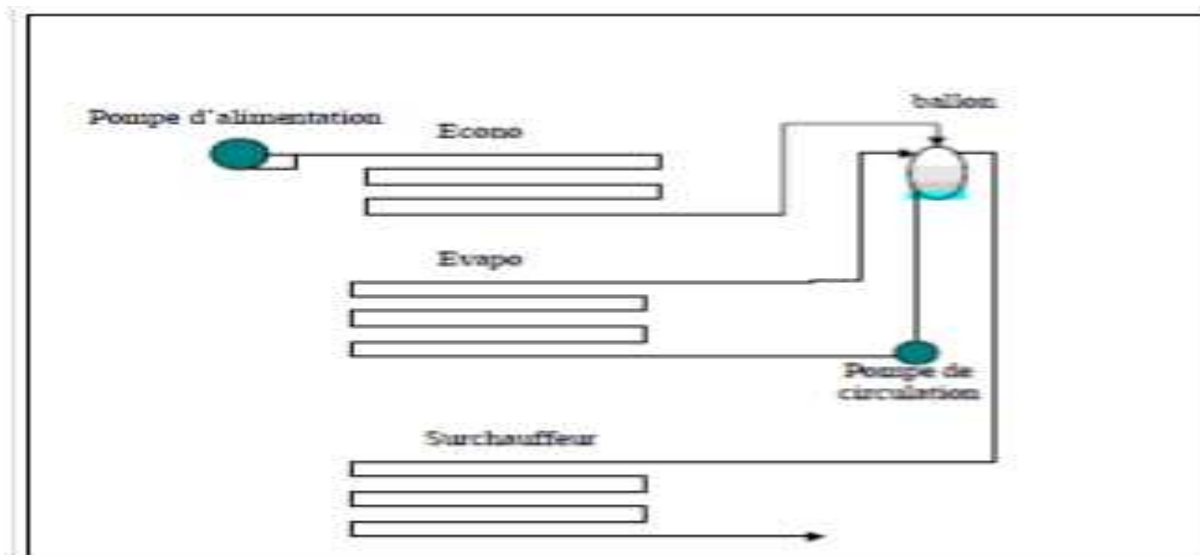 ballon
Pompe d'alimentation
Econo
Evapo
Pompe de
circulation
Surchauffeur